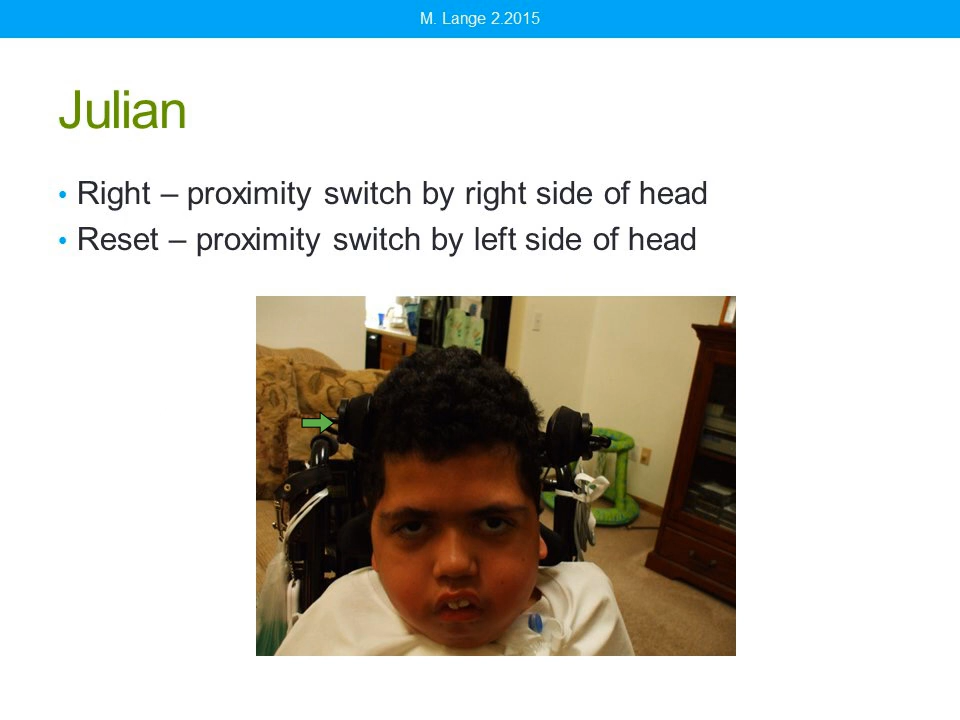 M. Lange 2.2015
Julian
• Right – proximity switch by right side of head
• Reset – proximity switch by left side of head